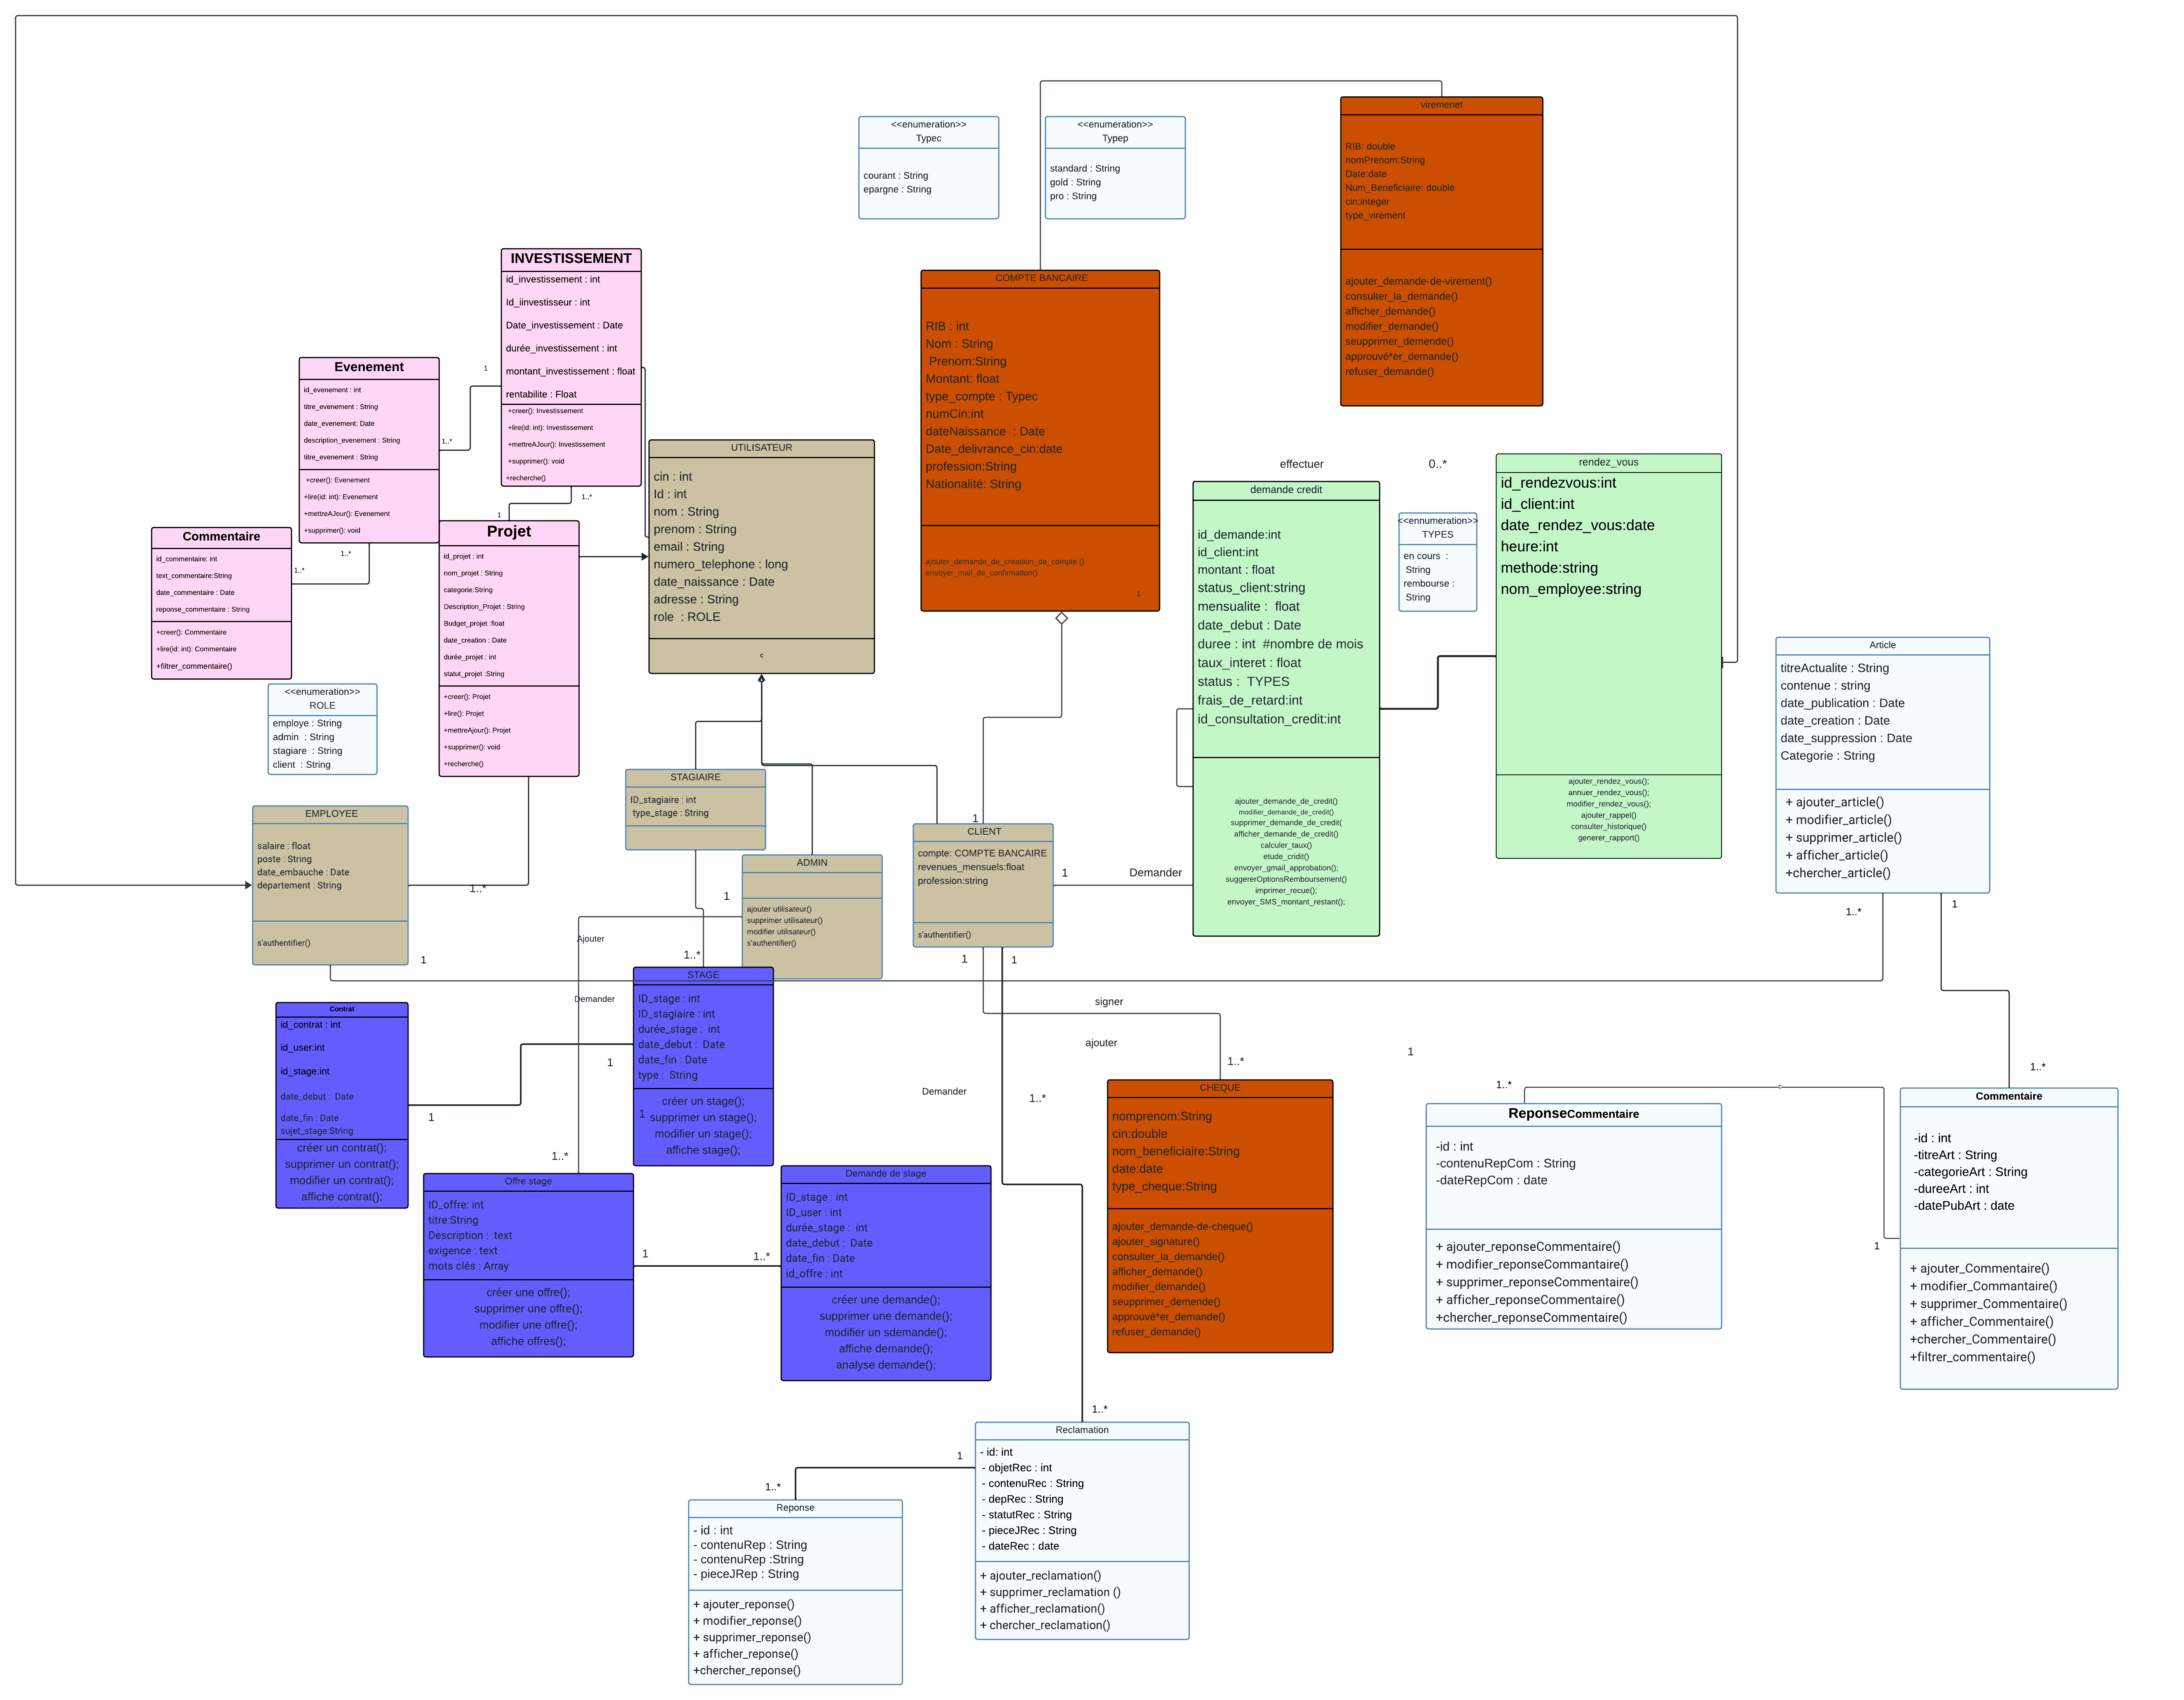 viremenet
RIB: double
nomPrenom:String
Date:date
Num_Beneficiaire: double
cin:integer
type_virement
ajouter_demande-de-virement()
consulter_la_demande()
afficher_demande()
modifier_demande()
seupprimer_demende()
approuvé*er_demande()
refuser_demande()
<<enumeration>>
Typec
courant : String
epargne : String
<<enumeration>>
Typep
standard : String
gold : String
pro : String
INVESTISSEMENT
id_investissement : int
Id_iinvestisseur : int
Date_investissement : Date
durée_investissement : int
montant_investissement : float
rentabilite : Float
+creer(): Investissement
+lire(id: int): Investissement
+mettreAJour(): Investissement
+supprimer(): void
+recherche()
COMPTE BANCAIRE
RIB : int
Nom : String
Prenom:String
Montant: float
type_compte : Typec
numCin:int
dateNaissance : Date
Date_delivrance_cin:date
profession:String
Nationalité: String
ajouter_demande_de_creatiion_de_compte ()
envoyer_mail_de_confirmation()
1
Evenement
id_evenement : int
titre_evenement : String
date_evenement: Date
description_evenement : String
titre_evenement : String
+creer(): Evenement
+lire(id: int): Evenement
+mettreAJour(): Evenement
+supprimer(): void
1
1..*
1..*
1
1..*
1..*
UTILISATEUR
cin : int
Id : int
nom : String
prenom : String
email : String
numero_telephone : long
date_naissance : Date
adresse : String
role : ROLE
c
effectuer
0..*
rendez_vous
id_rendezvous:int
id_client:int
date_rendez_vous:date
heure:int
methode:string
nom_employee:string
ajouter_rendez_vous();
annuer_rendez_vous();
modifier_rendez_vous();
ajouter_rappel()
consulter_historique()
generer_rapport()
demande credit
id_demande:int
id_client:int
montant : float
status_client:string
mensualite : float
date_debut : Date
duree : int #nombre de mois
taux_interet : float
status : TYPES
frais_de_retard:int
id_consultation_credit:int
ajouter_demande_de_credit()
modifier_demande_de_credit()
supprimer_demande_de_credit(
afficher_demande_de_credit()
calculer_taux()
etude_cridit()
envoyer_gmail_approbation();
suggererOptionsRemboursement()
imprimer_recue();
envoyer_SMS_montant_restant();
<<ennumeration>>
TYPES
en cours :
String
rembourse :
String
Commentaire
id_commentaire: int
text_commentaire:String
date_commentaire : Date
reponse_commentaire : String
+creer(): Commentaire
+lire(id: int): Commentaire
+filtrer_commentaire()
Projet
id_projet : int
nom_projet : String
categorie:String
Description_Projet : String
Budget_projet :float
date_creation : Date
durée_projet : int
statut_projet :String
+creer(): Projet
+lire(): Projet
+mettreAjour(): Projet
+supprimer(): void
+recherche()
Article
titreActualite : String
contenue : string
date_publication : Date
date_creation : Date
date_suppression : Date
Categorie : String
+ ajouter_article()
+ modifier_article()
+ supprimer_article()
+ afficher_article()
+chercher_article()
<<enumeration>>
ROLE
employe : String
admin : String
stagiare : String
client : String
STAGIAIRE
ID_stagiaire : int
type_stage : String
EMPLOYEE
salaire : float
poste : String
date_embauche : Date
departement : String
s'authentifier()
1..*
1
ADMIN
ajouter utilisateur()
supprimer utilisateur()
modifier utilisateur()
s'authentifier()
1
1
CLIENT
compte: COMPTE BANCAIRE
revenues_mensuels:float
profession:string
s'authentifier()
1
Demander
1..*
1
Ajouter
1..*
1
1
Demander
signer
ajouter
1
STAGE
ID_stage : int
ID_stagiaire : int
durée_stage : int
date_debut : Date
date_fin : Date
type : String
créer un stage();
supprimer un stage();
modifier un stage();
affiche stage();
1
1
1
Contrat
id_contrat : int
id_user:int
id_stage:int
date_debut : Date
date_fin : Date
sujet_stage:String
créer un contrat();
supprimer un contrat();
modifier un contrat();
affiche contrat();
1..*
Demander
1..*
1..*
CHEQUE
nomprenom:String
cin:double
nom_beneficiaire:String
date:date
type_cheque:String
ajouter_demande-de-cheque()
ajouter_signature()
consulter_la_demande()
afficher_demande()
modifier_demande()
seupprimer_demende()
approuvé*er_demande()
refuser_demande()
1..*
c
1..*
1
ReponseCommentaire
-id : int
-contenuRepCom : String
-dateRepCom : date
+ ajouter_reponseCommentaire()
+ modifier_reponseCommantaire()
+ supprimer_reponseCommentaire()
+ afficher_reponseCommentaire()
+chercher_reponseCommentaire()
Commentaire
-id : int
-titreArt : String
-categorieArt : String
-dureeArt : int
-datePubArt : date
+ ajouter_Commentaire()
+ modifier_Commantaire()
+ supprimer_Commentaire()
+ afficher_Commentaire()
+chercher_Commentaire()
+filtrer_commentaire()
Offre stage
ID_offre: int
titre:String
Description : text
exigence : text
mots clés : Array
créer une offre();
supprimer une offre();
modifier une offre();
affiche offres();
1
1..*
Demande de stage
ID_stage : int
ID_user : int
durée_stage : int
date_debut : Date
date_fin : Date
id_offre : int
créer une demande();
supprimer une demande();
modifier un sdemande();
affiche demande();
analyse demande();
1..*
Reclamation
- id: int
- objetRec : int
- contenuRec : String
- depRec : String
- statutRec : String
- pieceJRec : String
- dateRec : date
+ ajouter_reclamation()
+ supprimer_reclamation ()
+ afficher_reclamation()
+ chercher_reclamation()
1
1..*
Reponse
- id : int
- contenuRep : String
- contenuRep :String
- pieceJRep : String
+ ajouter_reponse()
+ modifier_reponse()
+ supprimer_reponse()
+ afficher_reponse()
+chercher_reponse()